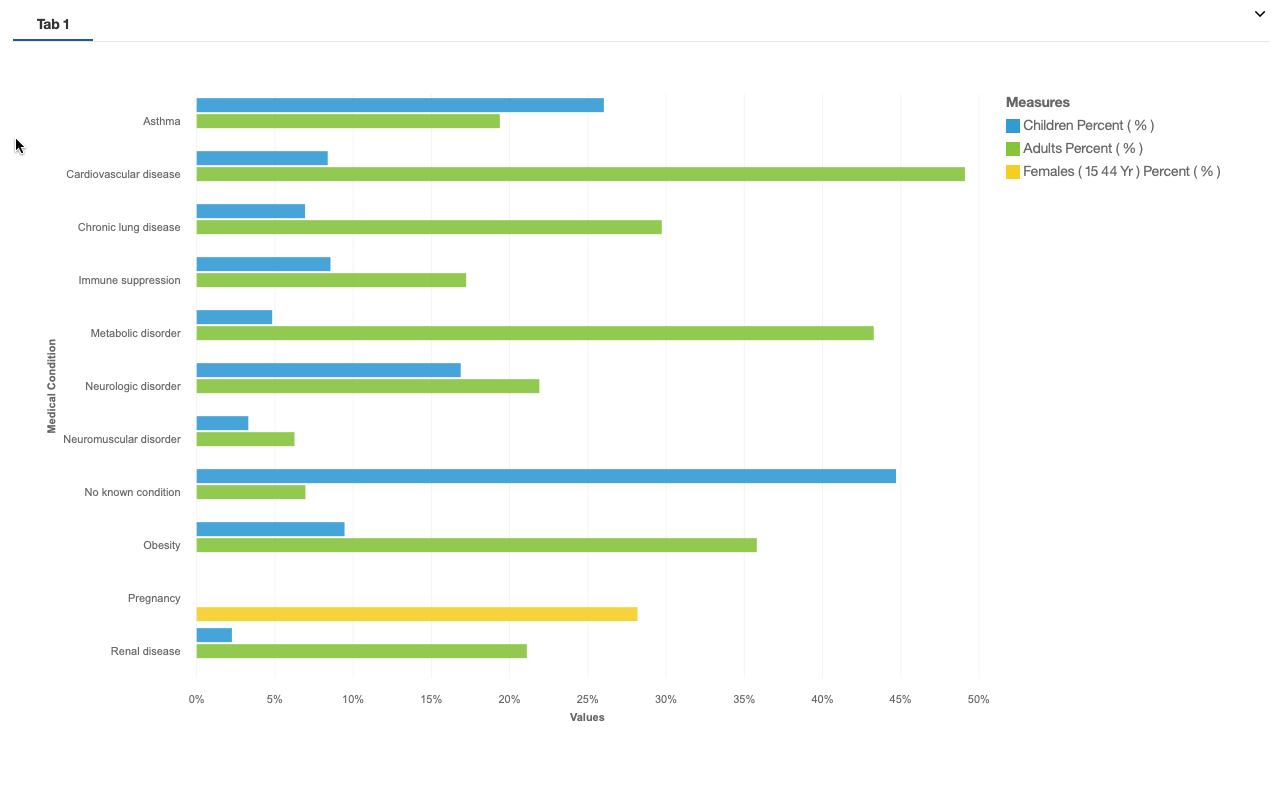 Tab 1
Measures
Children Percent ( % )
Adults Percent ( % )
Females ( 15 44 Yr ) Percent ( % )
Medical Condition
Asthma
Cardiovascular disease
Chronic lung disease
Immune suppression
Metabolic disorder
Neurologic disorder
Neuromuscular disorder
No known condition
Obesity
Pregnancy
Renal disease
0% 5% 10% 15% 20% 25% 30% 35% 40% 45% 50%
Values